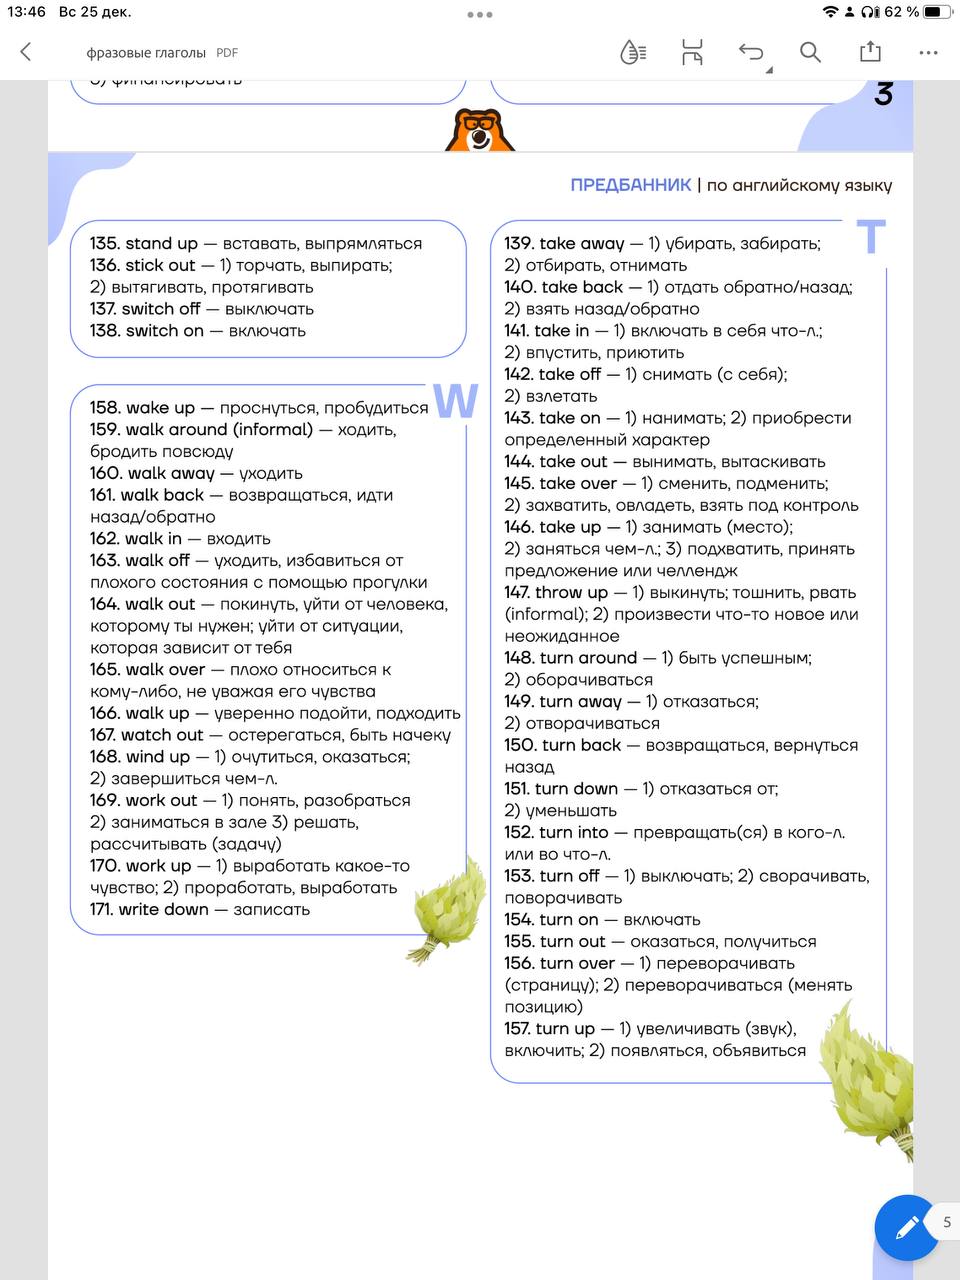 13:46 Вс 25 дек.
62 %
фразовые глаголы PDF
3) финансировать
3
ПРЕДБАННИК | по английскому языку
135. stand up — вставать, выпрямляться
136. stick out — 1) торчать, выпирать;
2) вытягивать, протягивать
137. switch off — выключать
138. switch on — включать
W
158. wake up — проснуться, пробудиться
159. walk around (informal) — ходить,
бродить повсюду
160. walk away — уходить
161. walk back — возвращаться, идти
назад/обратно
162. walk in — входить
163. walk off — уходить, избавиться от
плохого состояния с помощью прогулки
164. walk out — покинуть, уйти от человека,
которому ты нужен; уйти от ситуации,
которая зависит от тебя
165. walk over — плохо относиться к
кому-либо, не уважая его чувства
166. walk up — уверенно подойти, подходить
167. watch out — остерегаться, быть начеку
168. wind up — 1) очутиться, оказаться;
2) завершиться чем-л.
169. work out — 1) понять, разобраться
2) заниматься в зале 3) решать,
рассчитывать (задачу)
170. work up — 1) выработать какое-то
чувство; 2) проработать, выработать
171. write down — записать
T
139. take away — 1) убирать, забирать;
2) отбирать, отнимать
140. take back — 1) отдать обратно/назад;
2) взять назад/обратно
141. take in — 1) включать в себя что-л.;
2) впустить, приютить
142. take off — 1) снимать (с себя);
2) взлетать
143. take on — 1) нанимать; 2) приобрести
определенный характер
144. take out — вынимать, вытаскивать
145. take over — 1) сменить, подменить;
2) захватить, овладеть, взять под контроль
146. take up — 1) занимать (место);
2) заняться чем-л.; 3) подхватить, принять
предложение или челлендж
147. throw up — 1) выкинуть; тошнить, рвать
(informal); 2) произвести что-то новое или
неожиданное
148. turn around — 1) быть успешным;
2) оборачиваться
149. turn away — 1) отказаться;
2) отворачиваться
150. turn back — возвращаться, вернуться
назад
151. turn down — 1) отказаться от;
2) уменьшать
152. turn into — превращать(ся) в кого-л.
или во что-л.
153. turn off — 1) выключать; 2) сворачивать,
поворачивать
154. turn on — включать
155. turn out — оказаться, получиться
156. turn over — 1) переворачивать
(страницу); 2) переворачиваться (менять
позицию)
157. turn up — 1) увеличивать (звук),
включить; 2) появляться, объявиться
5